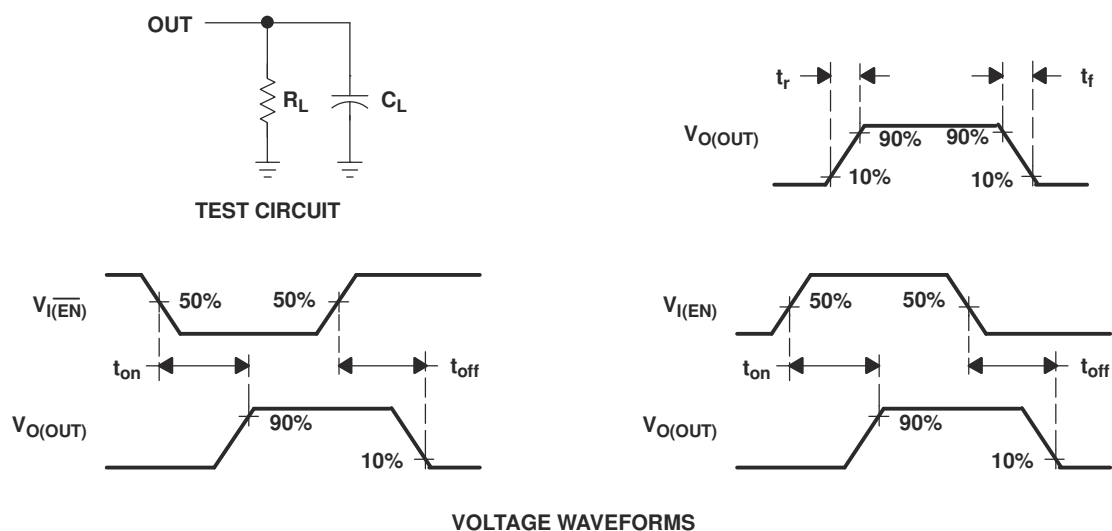 OUT
R_L
C_L
TEST CIRCUIT
t_r
t_f
V_O(OUT)
90%
90%
10%
10%
V_I(E̅N̅)
50%
50%
t_on
t_off
V_O(OUT)
90%
10%
V_I(EN)
50%
50%
t_on
t_off
V_O(OUT)
90%
10%
VOLTAGE WAVEFORMS